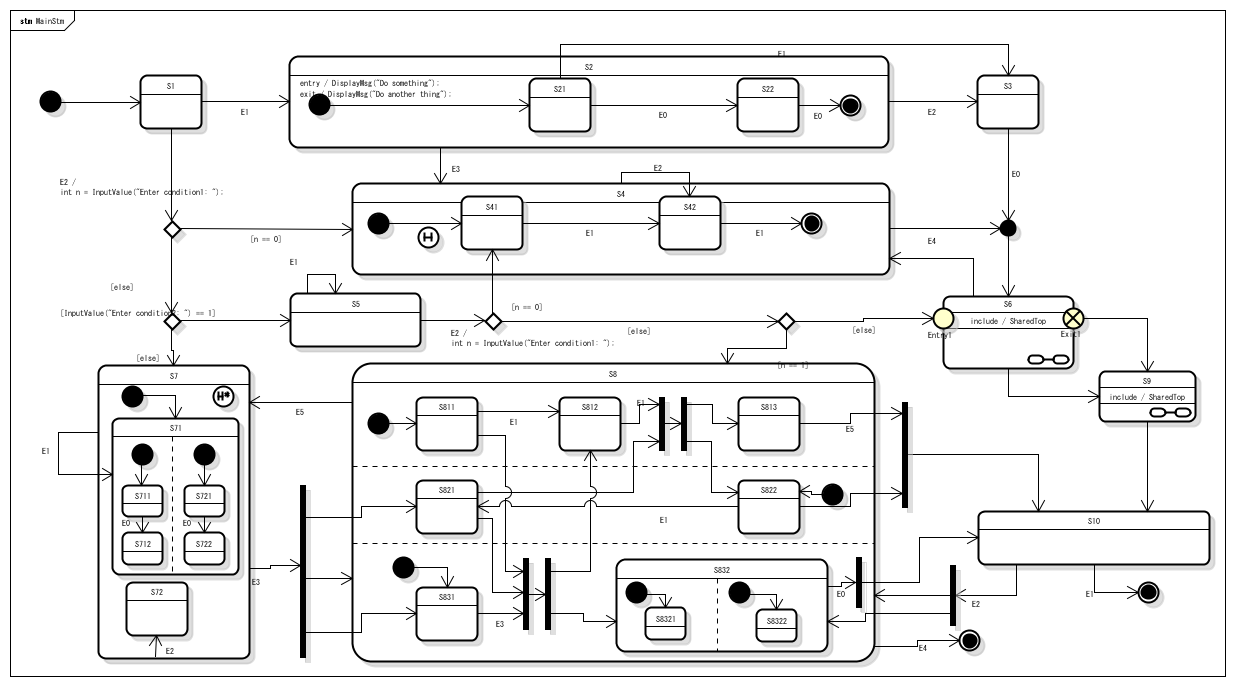 stm MainStm
E1
S2
S1
entry / DisplayMsg("Do something");
exit / DisplayMsg("Do another thing");
S21
S22
S3
E1
E0
E0
E2
E3
E0
E2 /
int n = InputValue("Enter condition1: ");
E2
S4
S41
S42
H
E1
E1
[n == 0]
E4
E1
[else]
[InputValue("Enter condition2: ") == 1]
S5
[n == 0]
S6
include / SharedTop
E2 /
int n = InputValue("Enter condition1: ");
[else]
[else]
Entry1
Exit1
[else]
[n == 1]
S7
S8
S9
include / SharedTop
H*
E5
S811
S812
E1
S813
E1
E5
S71
E1
S711
S721
S821
S822
E0
E0
E1
S10
S712
S722
E3
S72
S831
S832
E3
E0
E2
E1
S8321
S8322
E2
E4